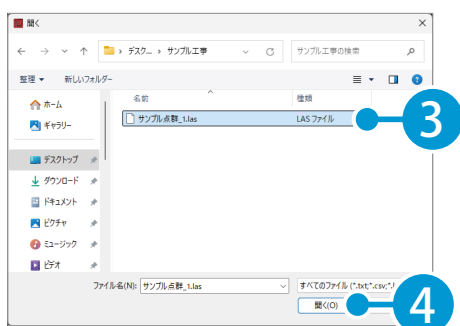 開く
デスク... › サンプル工事
サンプル工事の検索
整理 ▼ 新しいフォルダー
名前 種類
ホーム
ギャラリー
サンプル点群_1.las LAS ファイル
3
デスクトップ
ダウンロード
ドキュメント
ピクチャ
ミュージック
ビデオ
ファイル名(N): サンプル点群_1.las すべてのファイル (*.txt;*.csv;*.l
開く(O)
4